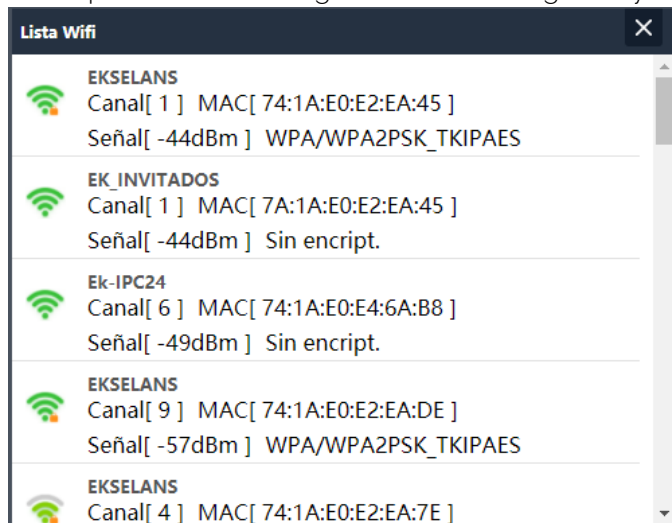 Lista Wifi
EKSELANS
Canal[ 1 ] MAC[ 74:1A:E0:E2:EA:45 ]
Señal[ -44dBm ] WPA/WPA2PSK_TKIPAES
EK_INVITADOS
Canal[ 1 ] MAC[ 7A:1A:E0:E2:EA:45 ]
Señal[ -44dBm ] Sin encript.
Ek-IPC24
Canal[ 6 ] MAC[ 74:1A:E0:E4:6A:B8 ]
Señal[ -49dBm ] Sin encript.
EKSELANS
Canal[ 9 ] MAC[ 74:1A:E0:E2:EA:DE ]
Señal[ -57dBm ] WPA/WPA2PSK_TKIPAES
EKSELANS
Canal[ 4 ] MAC[ 74:1A:E0:E2:EA:7E ]